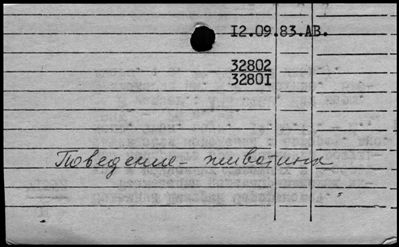 I2.09.83.АВ.
32802
3280I
Поведение - животных